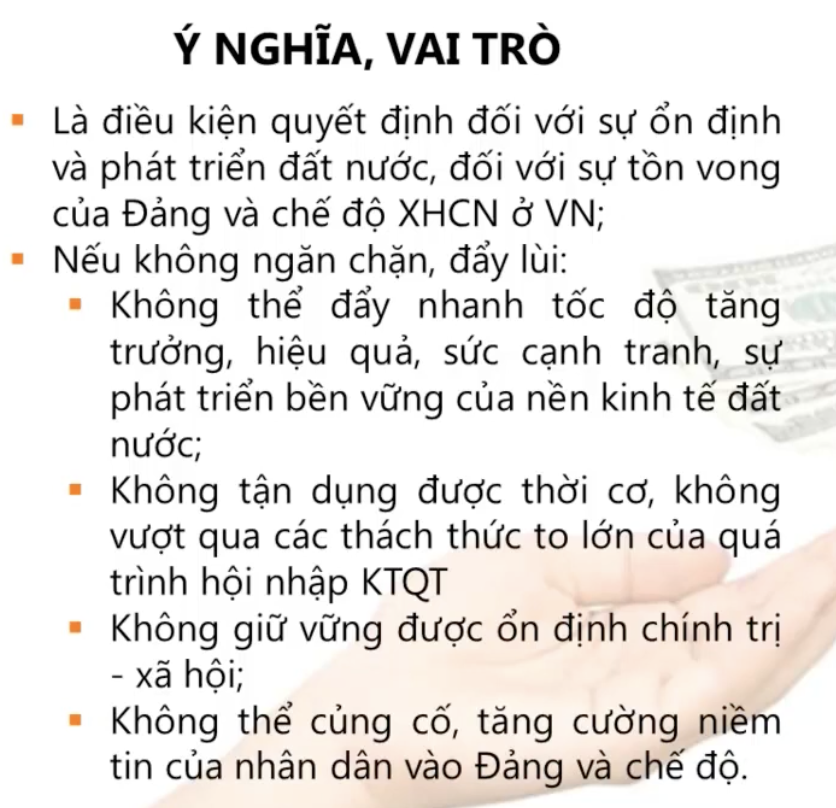 Ý NGHĨA, VAI TRÒ
▪ Là điều kiện quyết định đối với sự ổn định
và phát triển đất nước, đối với sự tồn vong
của Đảng và chế độ XHCN ở VN;
▪ Nếu không ngăn chặn, đẩy lùi:
▪ Không thể đẩy nhanh tốc độ tăng
trưởng, hiệu quả, sức cạnh tranh, sự
phát triển bền vững của nền kinh tế đất
nước;
▪ Không tận dụng được thời cơ, không
vượt qua các thách thức to lớn của quá
trình hội nhập KTQT
▪ Không giữ vững được ổn định chính trị
- xã hội;
▪ Không thể củng cố, tăng cường niềm
tin của nhân dân vào Đảng và chế độ.